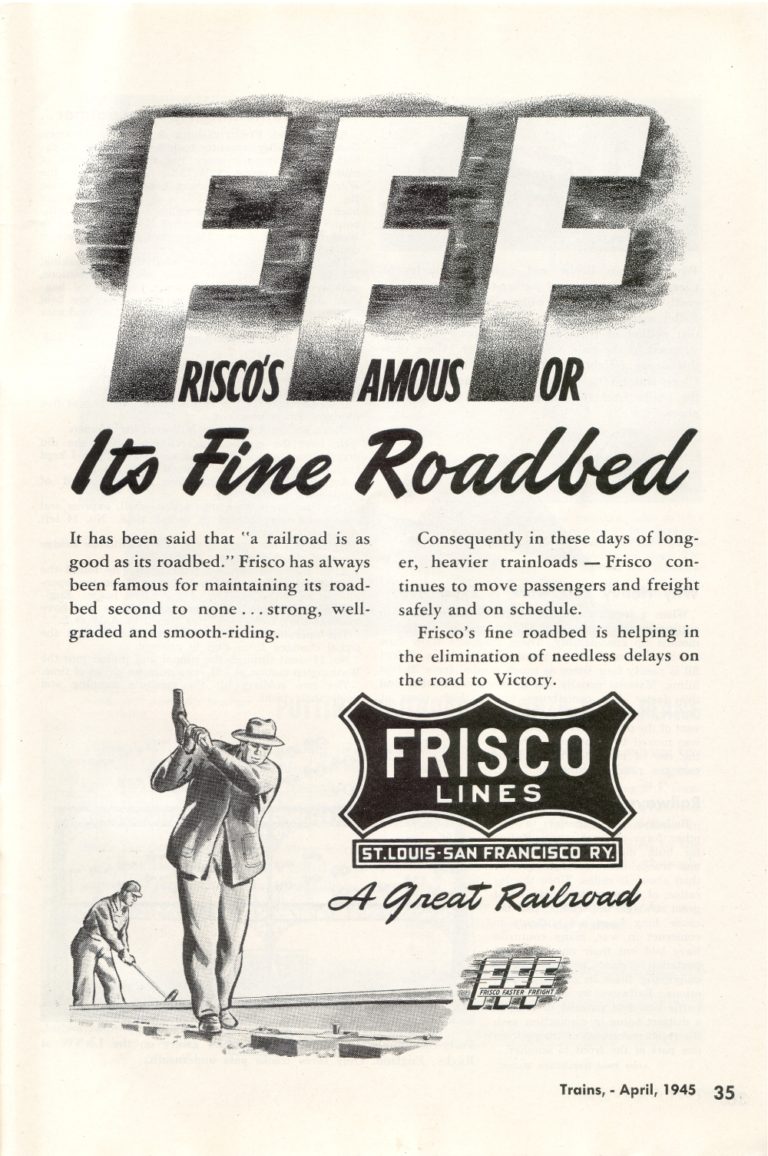 FRISCO'S FAMOUS FOR
Its Fine Roadbed
It has been said that "a railroad is as
good as its roadbed." Frisco has always
been famous for maintaining its road-
bed second to none . . . strong, well-
graded and smooth-riding.
Consequently in these days of long-
er, heavier trainloads — Frisco con-
tinues to move passengers and freight
safely and on schedule.
Frisco's fine roadbed is helping in
the elimination of needless delays on
the road to Victory.
FRISCO
LINES
ST.LOUIS-SAN FRANCISCO RY.
A Great Railroad
FFF
FRISCO FASTER FREIGHT
Trains, - April, 1945 35